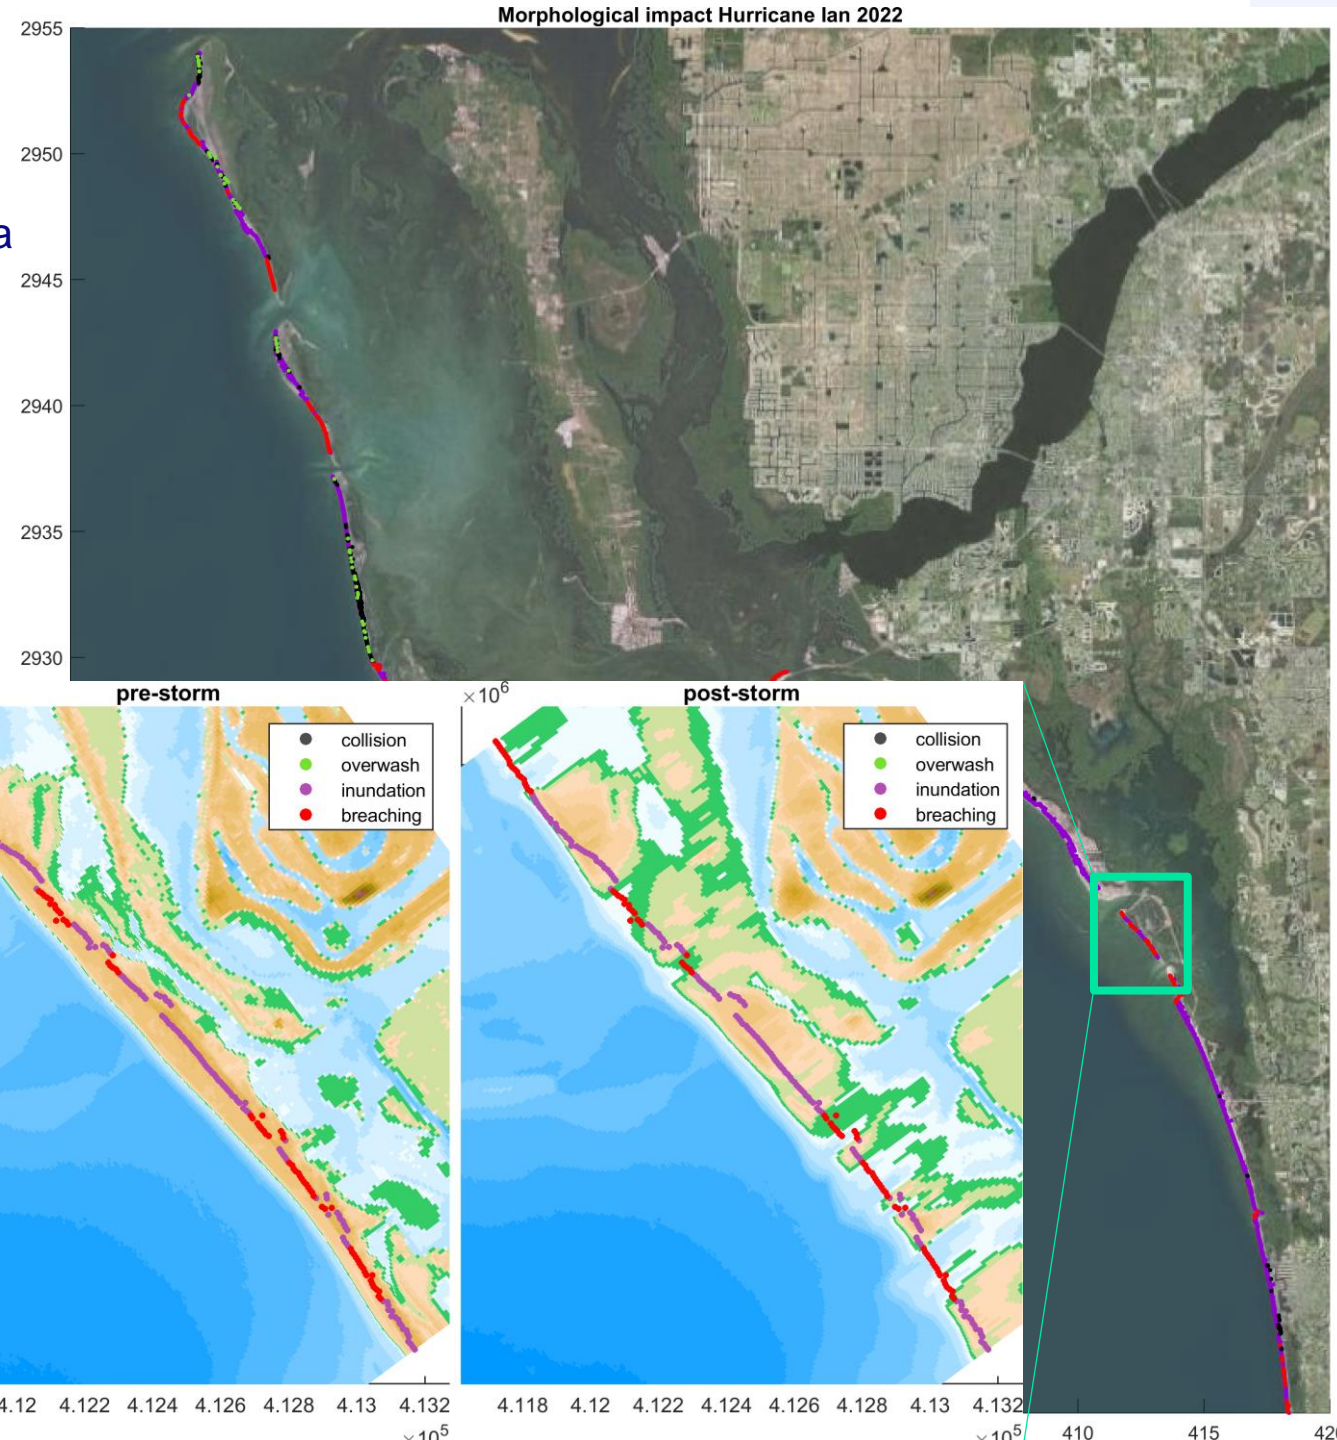 Morphological impact Hurricane Ian 2022
2955
2950
a
2945
2940
2935
2930
pre-storm
×10⁶
post-storm
collision
overwash
inundation
breaching
collision
overwash
inundation
breaching
4.12 4.122 4.124 4.126 4.128 4.13 4.132
×10⁵
4.118 4.12 4.122 4.124 4.126 4.128 4.13 4.132
×10⁵
410 415